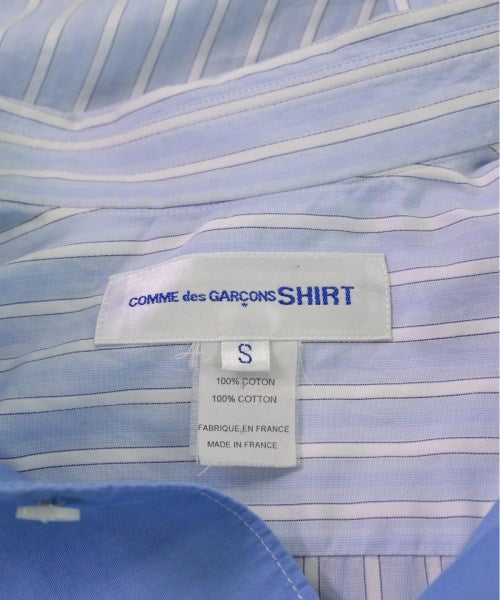 COMME des GARÇONS SHIRT
*
S
100% COTON
100% COTTON
FABRIQUE,EN FRANCE
MADE IN FRANCE